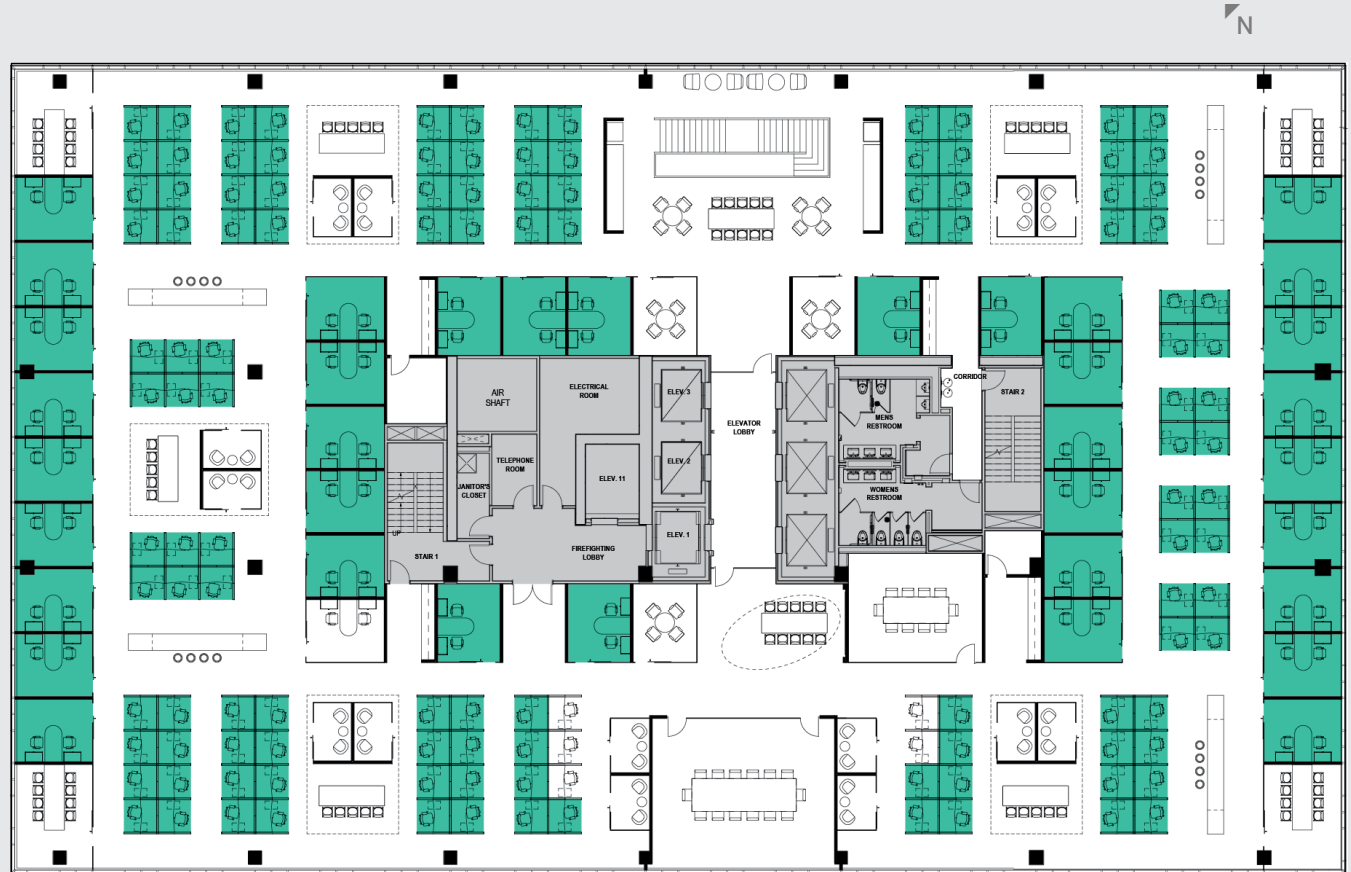 N
AIR
SHAFT
ELECTRICAL
ROOM
ELEV. 3
ELEVATOR
LOBBY
CORRIDOR
STAIR 2
MENS
RESTROOM
TELEPHONE
ROOM
ELEV. 2
JANITOR'S
CLOSET
ELEV. 11
WOMENS
RESTROOM
UP
STAIR 1
FIREFIGHTING
LOBBY
ELEV. 1